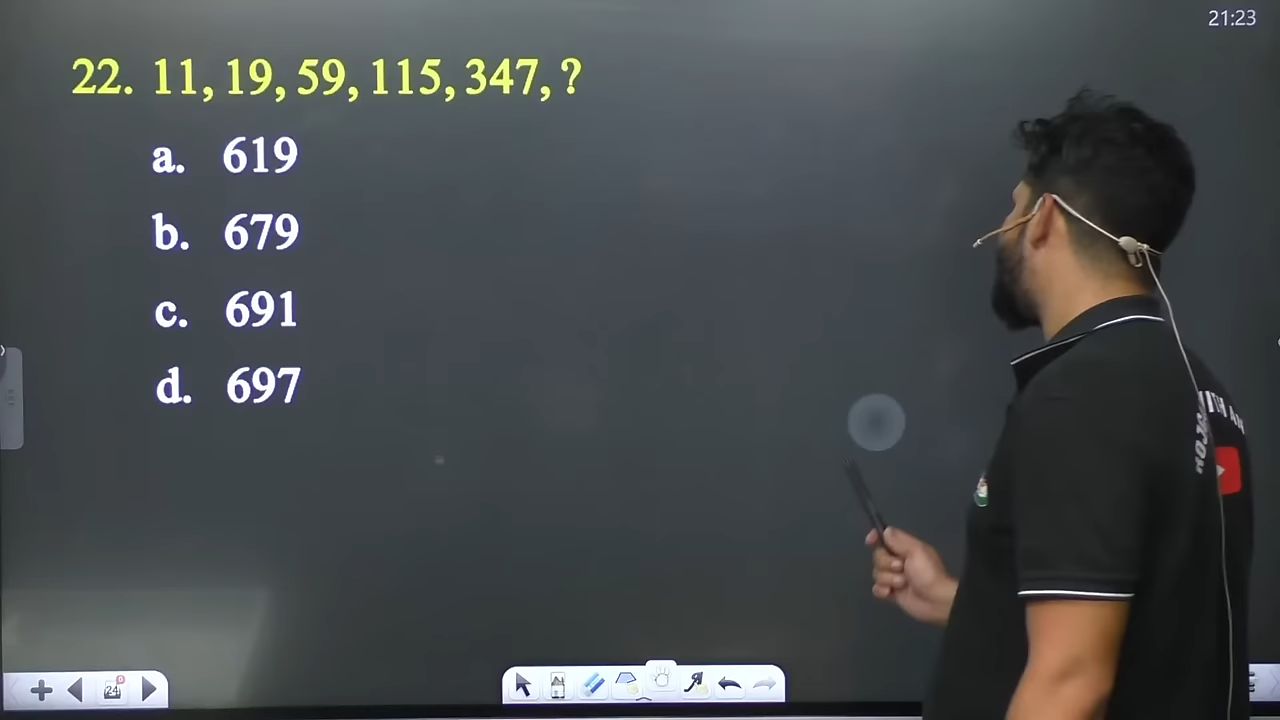 21:23
22. 11, 19, 59, 115, 347, ?
a. 619
b. 679
c. 691
d. 697
24